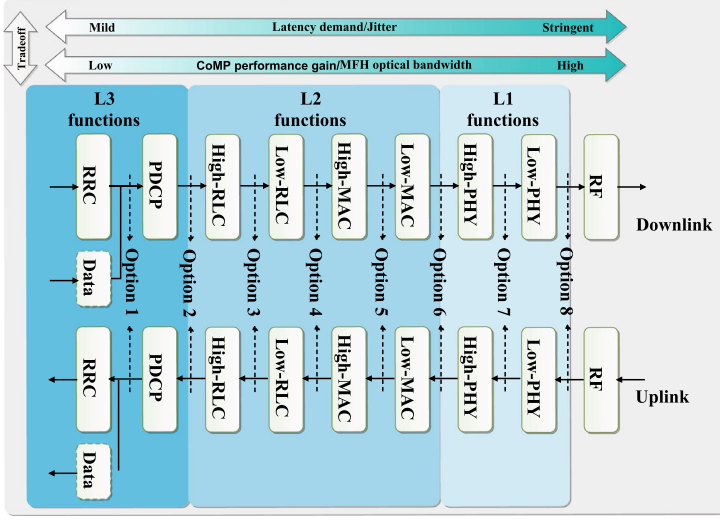 Tradeoff
Mild Latency demand/Jitter Stringent
Low CoMP performance gain/MFH optical bandwidth High
L3
functions
L2
functions
L1
functions
RRC
PDCP
High-RLC
Low-RLC
High-MAC
Low-MAC
High-PHY
Low-PHY
RF
Downlink
Data
Option 1
Option 2
Option 3
Option 4
Option 5
Option 6
Option 7
Option 8
RRC
PDCP
High-RLC
Low-RLC
High-MAC
Low-MAC
High-PHY
Low-PHY
RF
Uplink
Data